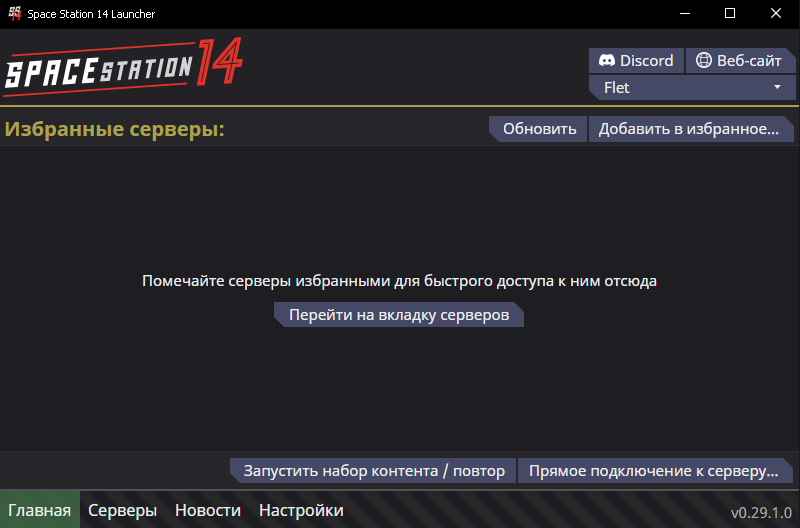 Space Station 14 Launcher
SPACE STATION 14
Discord
Веб-сайт
Flet
Избранные серверы:
Обновить
Добавить в избранное...
Помечайте серверы избранными для быстрого доступа к ним отсюда
Перейти на вкладку серверов
Запустить набор контента / повтор
Прямое подключение к серверу...
Главная
Серверы
Новости
Настройки
v0.29.1.0